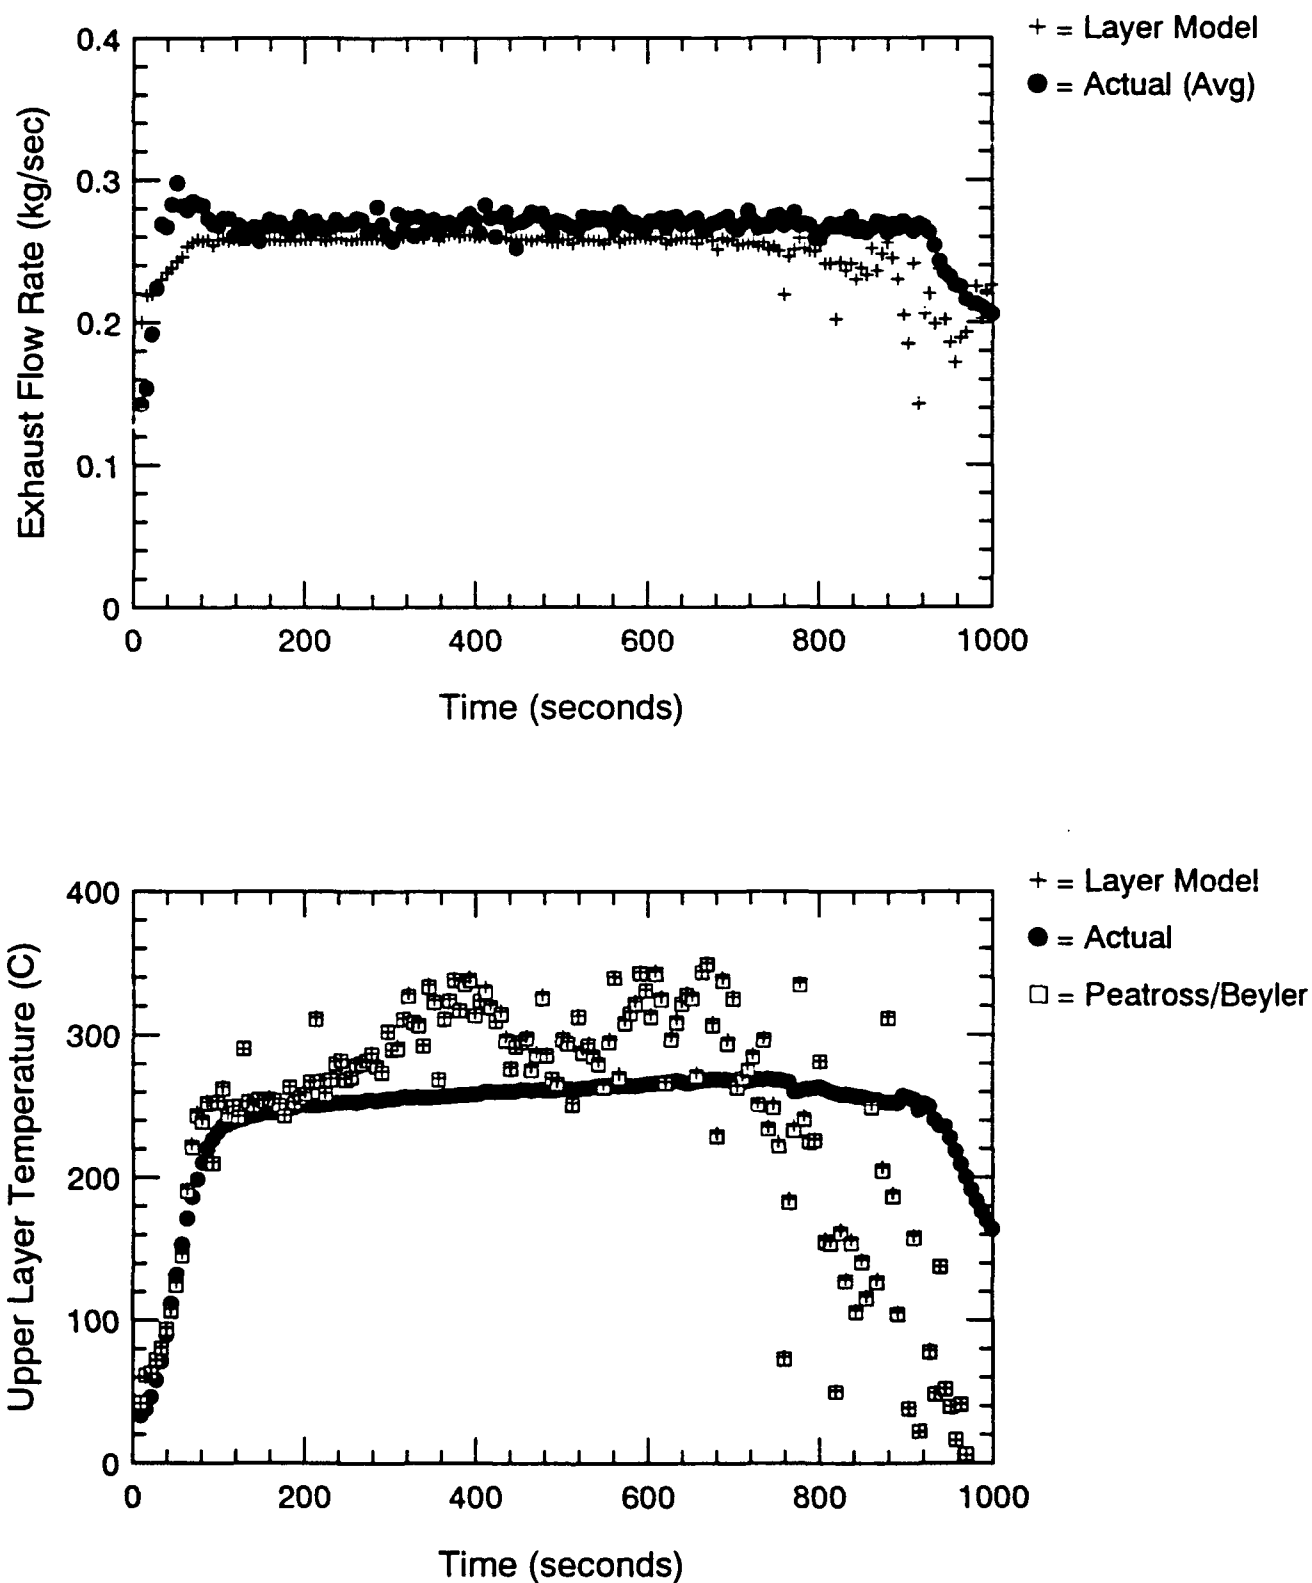 + = Layer Model
● = Actual (Avg)
Exhaust Flow Rate (kg/sec)
0.4
0.3
0.2
0.1
0
0 200 400 600 800 1000
Time (seconds)
+ = Layer Model
● = Actual
□ = Peatross/Beyler
Upper Layer Temperature (C)
400
300
200
100
0
0 200 400 600 800 1000
Time (seconds)